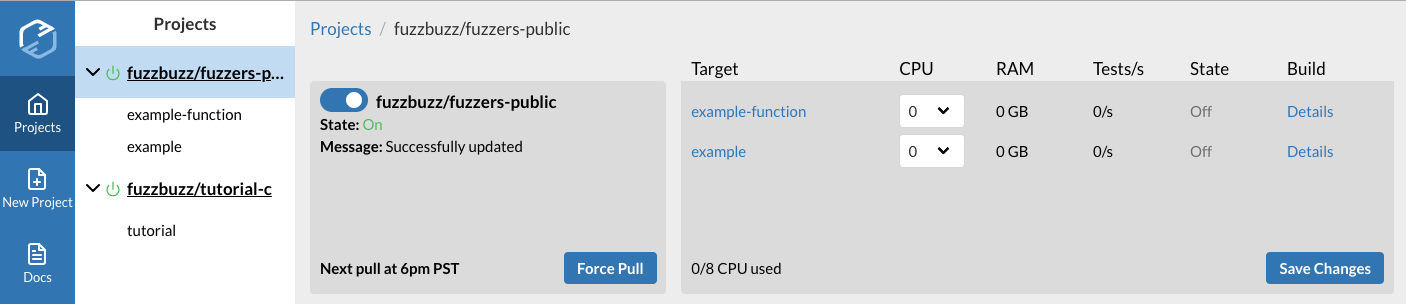 Projects
New Project
Docs
Projects
fuzzbuzz/fuzzers-p...
example-function
example
fuzzbuzz/tutorial-c
tutorial
Projects / fuzzbuzz/fuzzers-public
fuzzbuzz/fuzzers-public
State: On
Message: Successfully updated
Next pull at 6pm PST
Force Pull
Target CPU RAM Tests/s State Build
example-function 0 0 GB 0/s Off Details
example 0 0 GB 0/s Off Details
0/8 CPU used
Save Changes